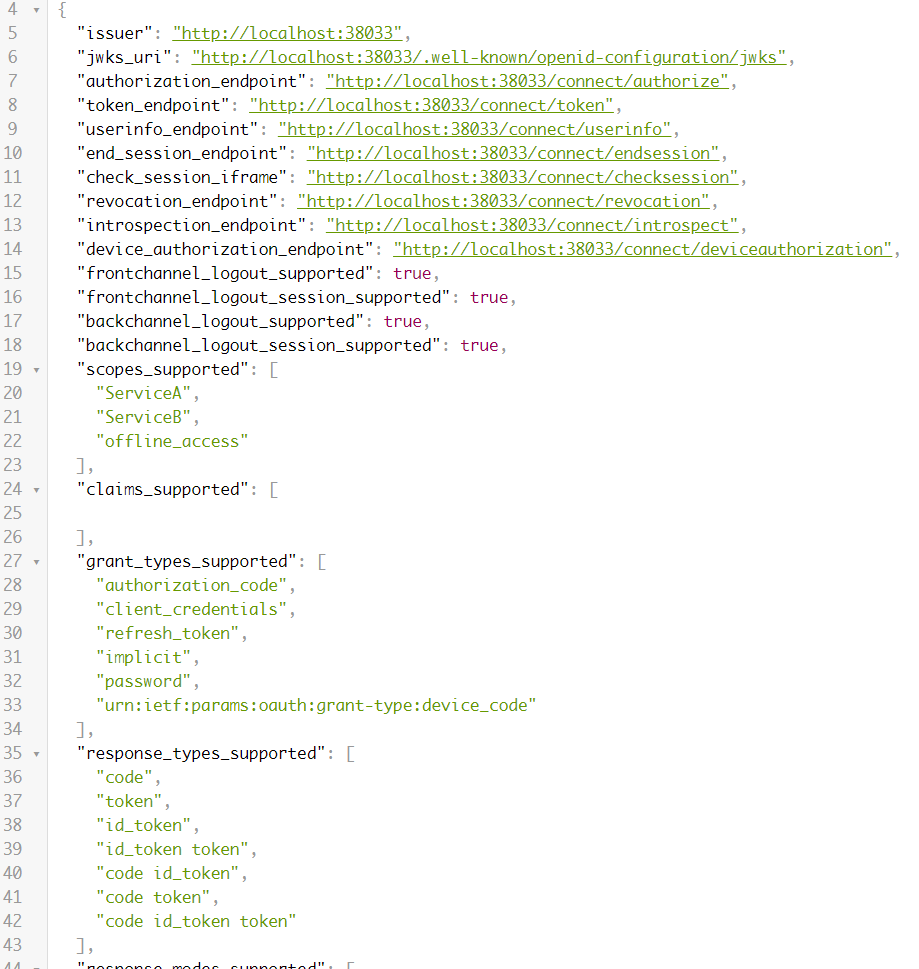 4 {
5 "issuer": "http://localhost:38033",
6 "jwks_uri": "http://localhost:38033/.well-known/openid-configuration/jwks",
7 "authorization_endpoint": "http://localhost:38033/connect/authorize",
8 "token_endpoint": "http://localhost:38033/connect/token",
9 "userinfo_endpoint": "http://localhost:38033/connect/userinfo",
10 "end_session_endpoint": "http://localhost:38033/connect/endsession",
11 "check_session_iframe": "http://localhost:38033/connect/checksession",
12 "revocation_endpoint": "http://localhost:38033/connect/revocation",
13 "introspection_endpoint": "http://localhost:38033/connect/introspect",
14 "device_authorization_endpoint": "http://localhost:38033/connect/deviceauthorization",
15 "frontchannel_logout_supported": true,
16 "frontchannel_logout_session_supported": true,
17 "backchannel_logout_supported": true,
18 "backchannel_logout_session_supported": true,
19 "scopes_supported": [
20 "ServiceA",
21 "ServiceB",
22 "offline_access"
23 ],
24 "claims_supported": [
25
26 ],
27 "grant_types_supported": [
28 "authorization_code",
29 "client_credentials",
30 "refresh_token",
31 "implicit",
32 "password",
33 "urn:ietf:params:oauth:grant-type:device_code"
34 ],
35 "response_types_supported": [
36 "code",
37 "token",
38 "id_token",
39 "id_token token",
40 "code id_token",
41 "code token",
42 "code id_token token"
43 ],
44 "response_modes_supported": [